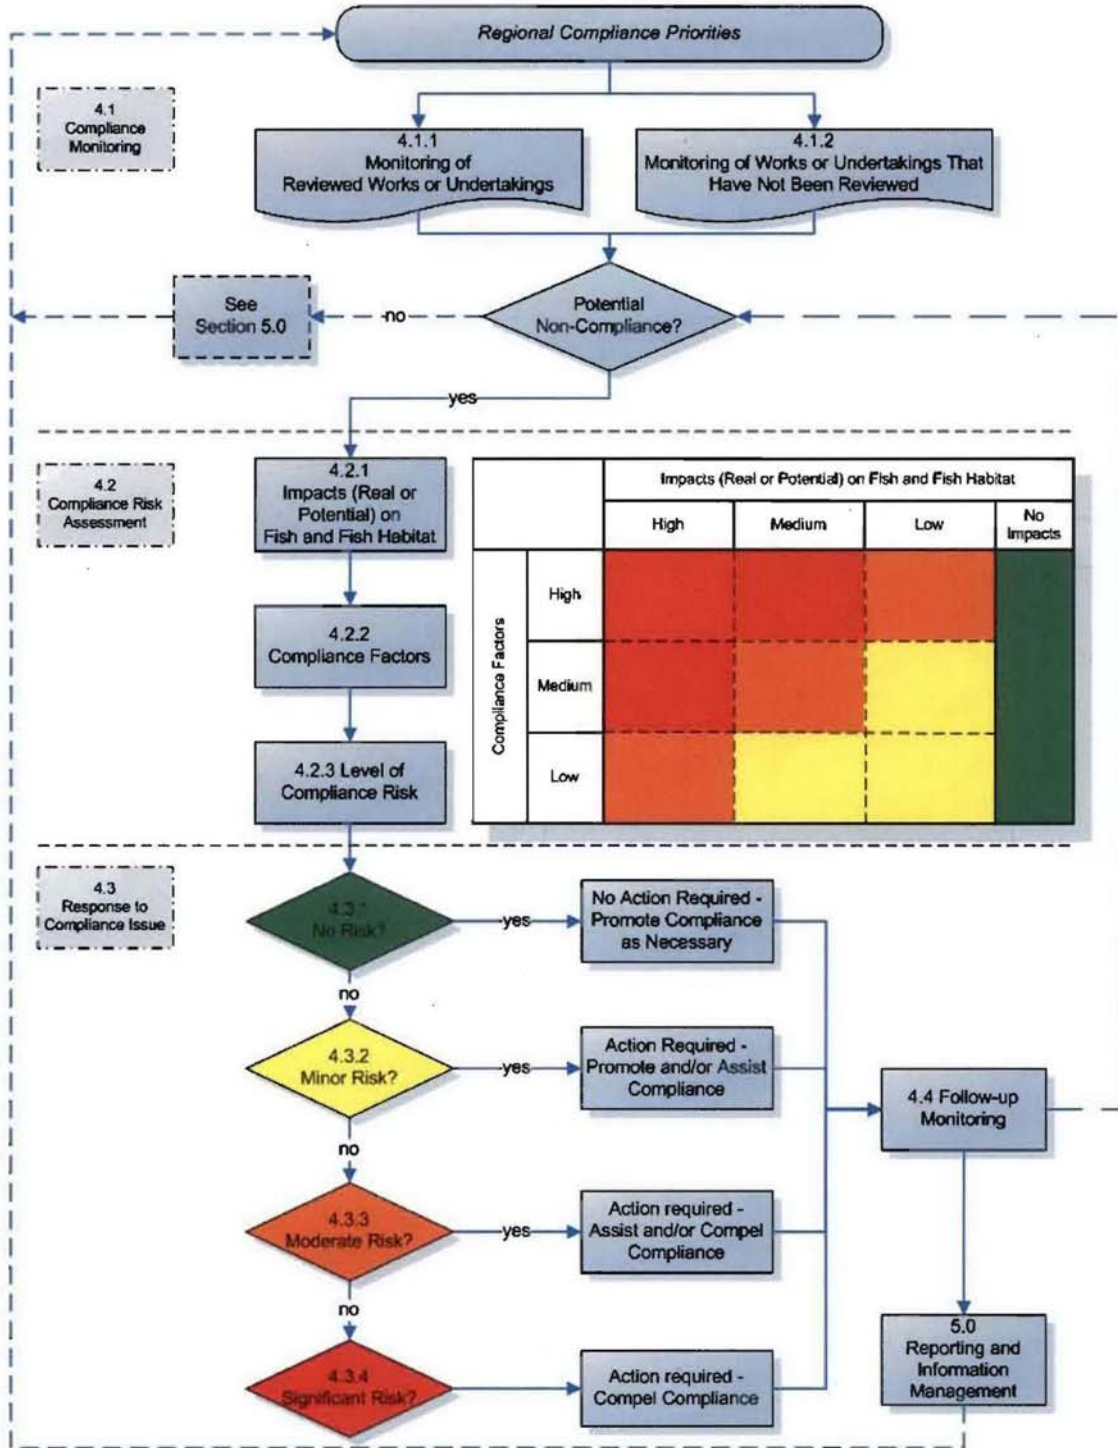 Regional Compliance Priorities
4.1
Compliance
Monitoring
4.1.1
Monitoring of
Reviewed Works or Undertakings
4.1.2
Monitoring of Works or Undertakings That
Have Not Been Reviewed
See
Section 5.0
no
Potential
Non-Compliance?
yes
4.2
Compliance Risk
Assessment
4.2.1
Impacts (Real or
Potential) on
Fish and Fish Habitat
4.2.2
Compliance Factors
4.2.3 Level of
Compliance Risk
Impacts (Real or Potential) on Fish and Fish Habitat
High
Medium
Low
No
Impacts
Compliance Factors
High
Medium
Low
4.3
Response to
Compliance Issue
4.3.1
No Risk?
yes
No Action Required -
Promote Compliance
as Necessary
no
4.3.2
Minor Risk?
yes
Action Required -
Promote and/or Assist
Compliance
no
4.3.3
Moderate Risk?
yes
Action required -
Assist and/or Compel
Compliance
no
4.3.4
Significant Risk?
Action required -
Compel Compliance
4.4 Follow-up
Monitoring
5.0
Reporting and
Information
Management